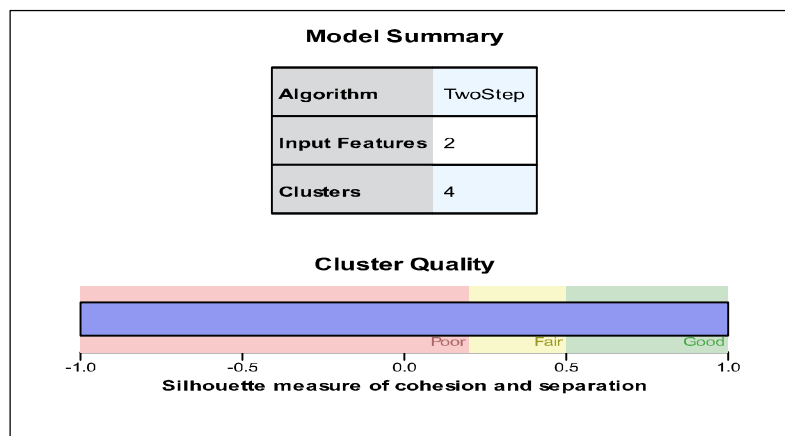 Model Summary
Algorithm TwoStep
Input Features 2
Clusters 4
Cluster Quality
Poor Fair Good
-1.0 -0.5 0.0 0.5 1.0
Silhouette measure of cohesion and separation